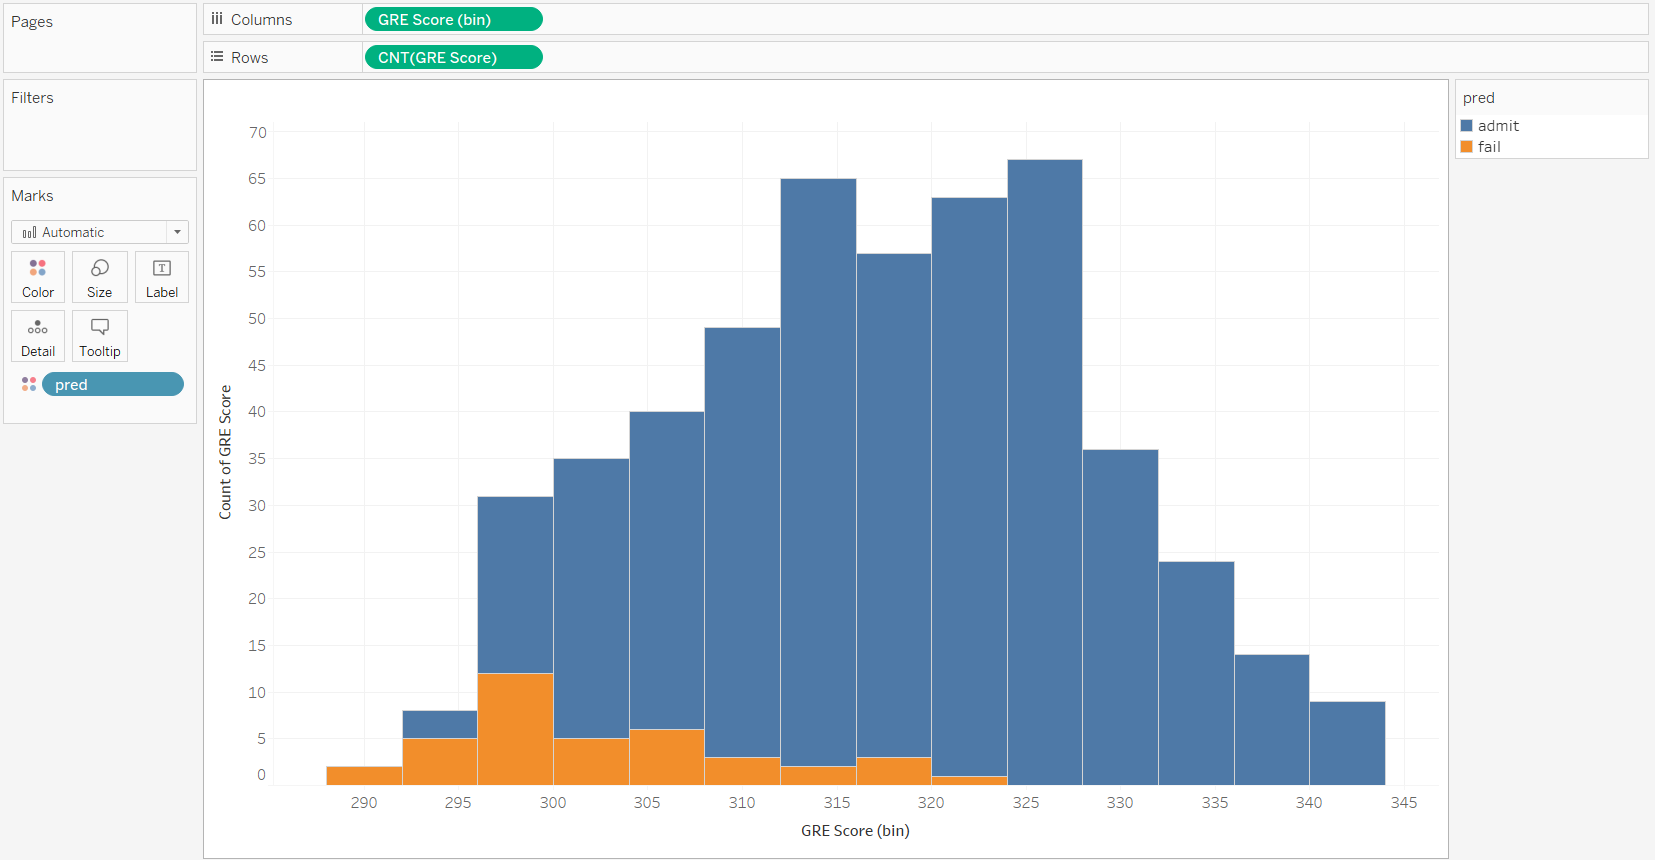 Pages
Columns
GRE Score (bin)
Rows
CNT(GRE Score)
Filters
Marks
Automatic
Color
Size
Label
Detail
Tooltip
pred
Count of GRE Score
70
65
60
55
50
45
40
35
30
25
20
15
10
5
0
290 295 300 305 310 315 320 325 330 335 340 345
GRE Score (bin)
pred
admit
fail